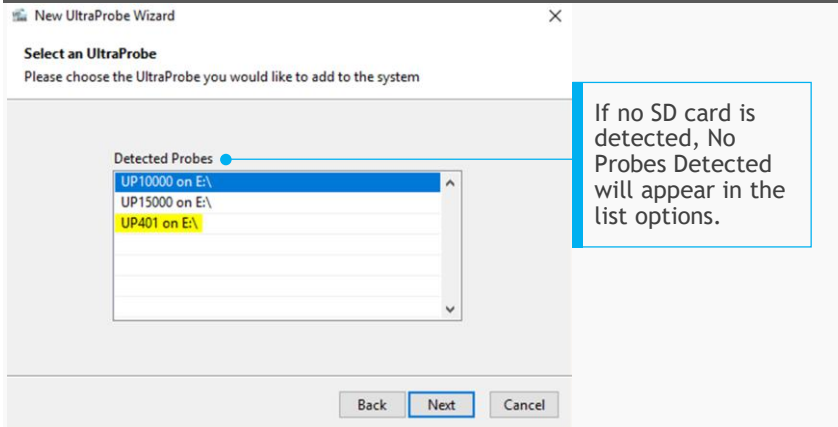 New UltraProbe Wizard
Select an UltraProbe
Please choose the UltraProbe you would like to add to the system
Detected Probes
UP10000 on E:\
UP15000 on E:\
UP401 on E:\
Back Next Cancel
If no SD card is
detected, No
Probes Detected
will appear in the
list options.